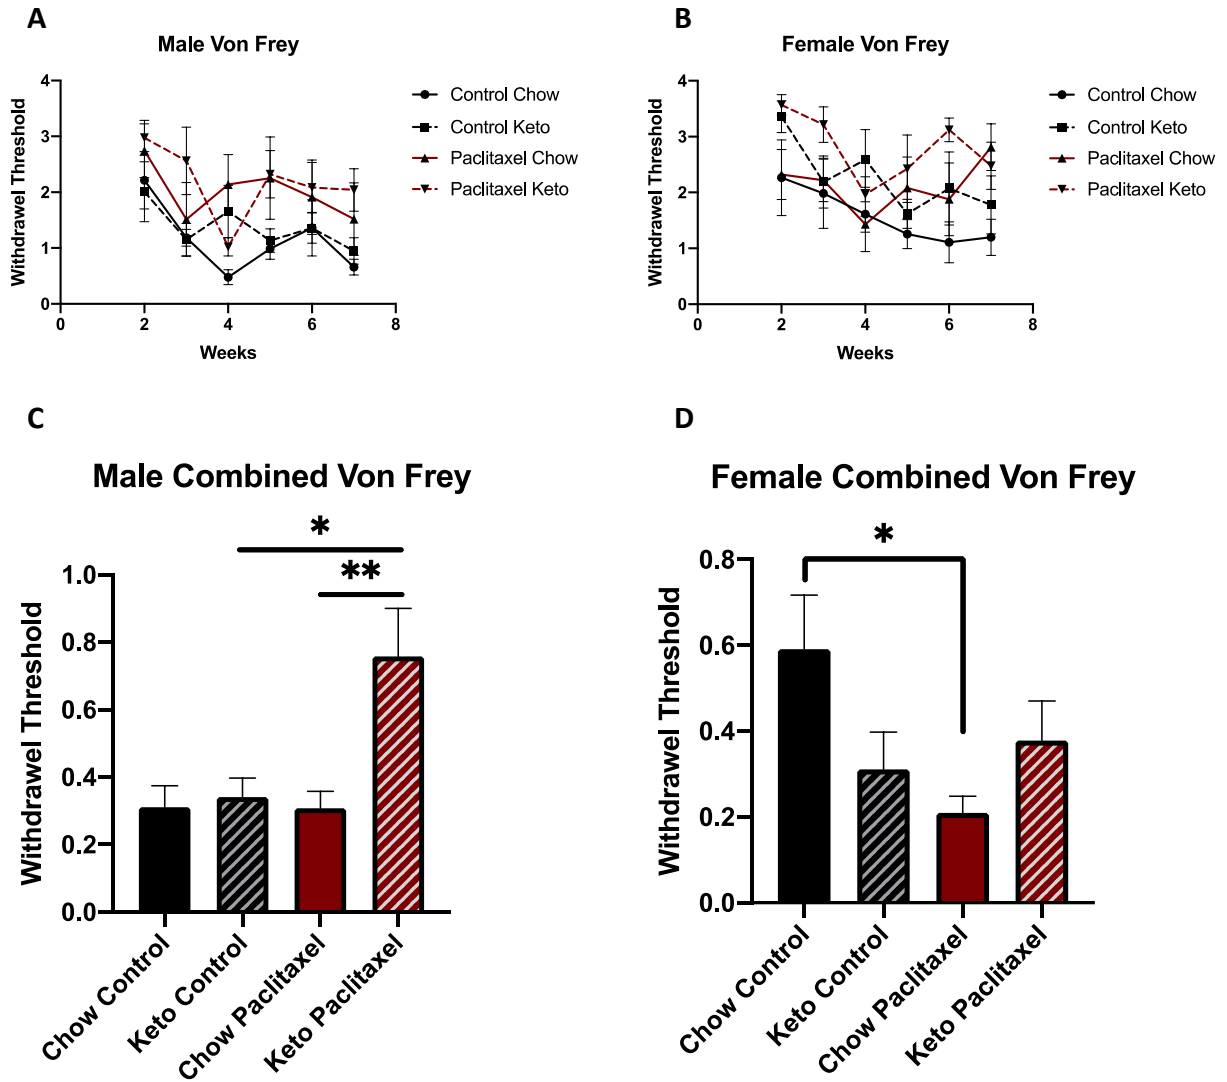 A
Male Von Frey
Withdrawel Threshold
4
3
2
1
0
0 2 4 6 8
Weeks
Control Chow
Control Keto
Paclitaxel Chow
Paclitaxel Keto
B
Female Von Frey
Withdrawel Threshold
4
3
2
1
0
0 2 4 6 8
Weeks
Control Chow
Control Keto
Paclitaxel Chow
Paclitaxel Keto
C
Male Combined Von Frey
*
**
Withdrawel Threshold
1.0
0.8
0.6
0.4
0.2
0.0
Chow Control
Keto Control
Chow Paclitaxel
Keto Paclitaxel
D
Female Combined Von Frey
*
Withdrawel Threshold
0.8
0.6
0.4
0.2
0.0
Chow Control
Keto Control
Chow Paclitaxel
Keto Paclitaxel